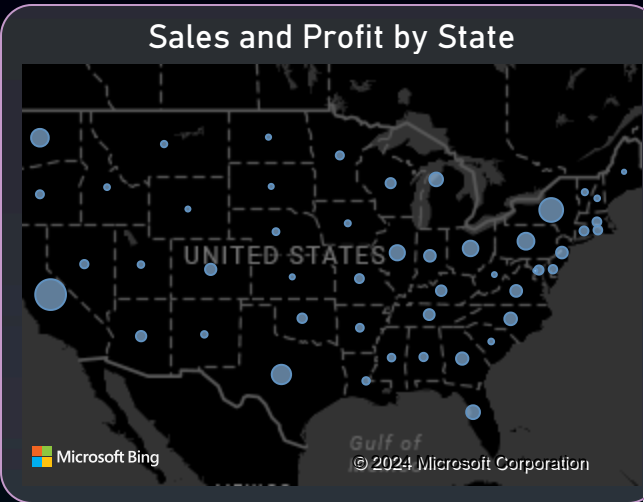 Sales and Profit by State
UNITED STATES
Gulf of
Microsoft Bing
© 2024 Microsoft Corporation